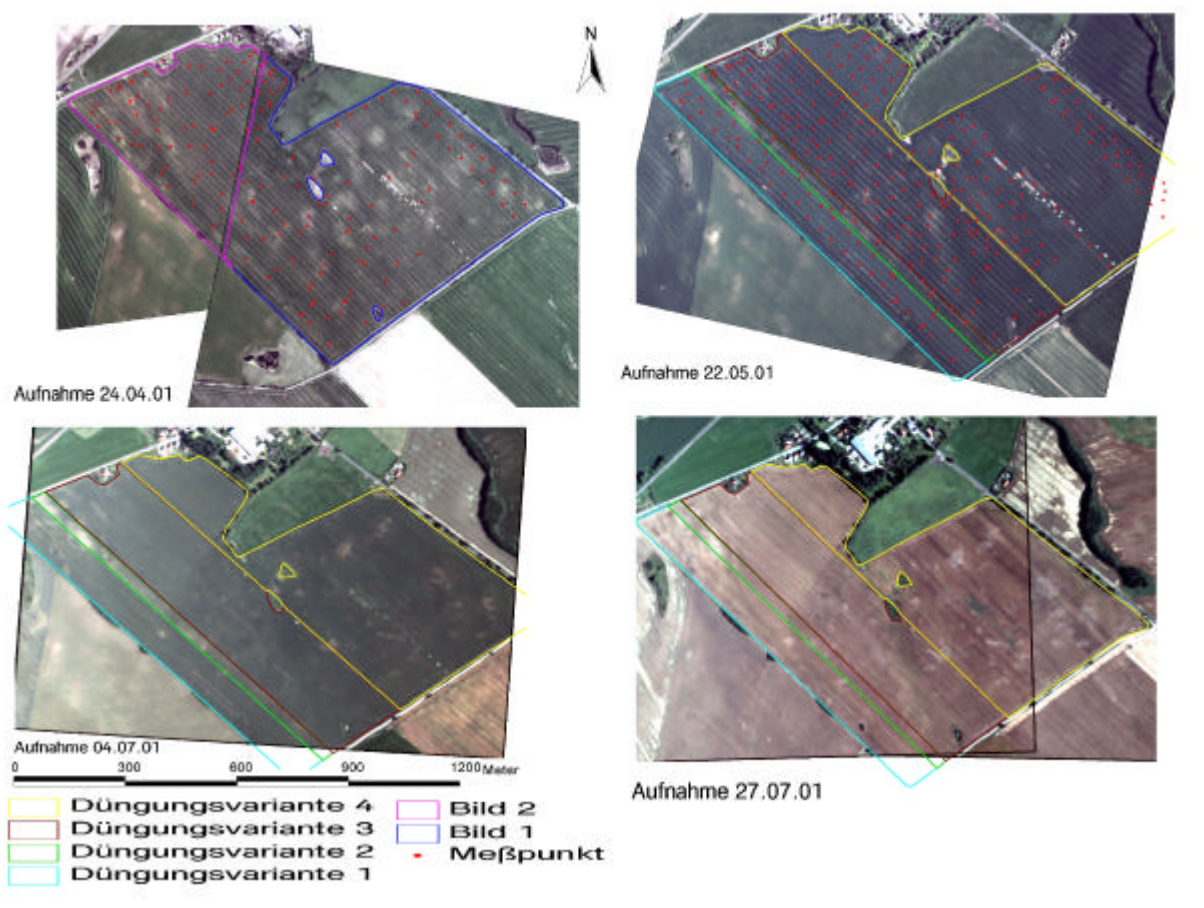 N
Aufnahme 24.04.01
Aufnahme 22.05.01
Aufnahme 04.07.01
0 300 600 900 1200 Meter
Aufnahme 27.07.01
Düngungsvariante 4
Düngungsvariante 3
Düngungsvariante 2
Düngungsvariante 1
Bild 2
Bild 1
Meßpunkt